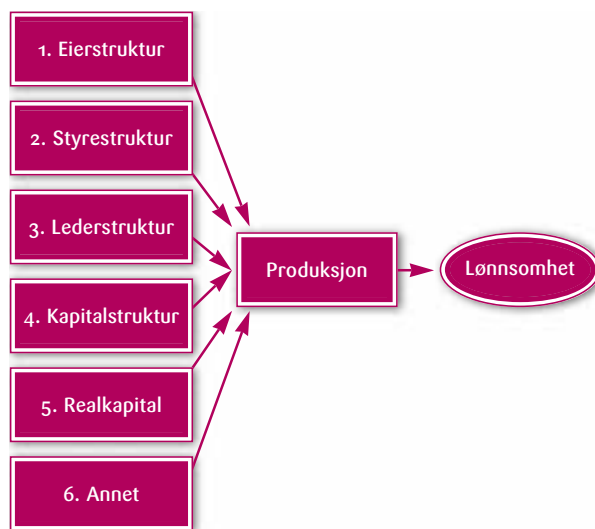 1. Eierstruktur
2. Styrestruktur
3. Lederstruktur
4. Kapitalstruktur
5. Realkapital
6. Annet
Produksjon
Lønnsomhet